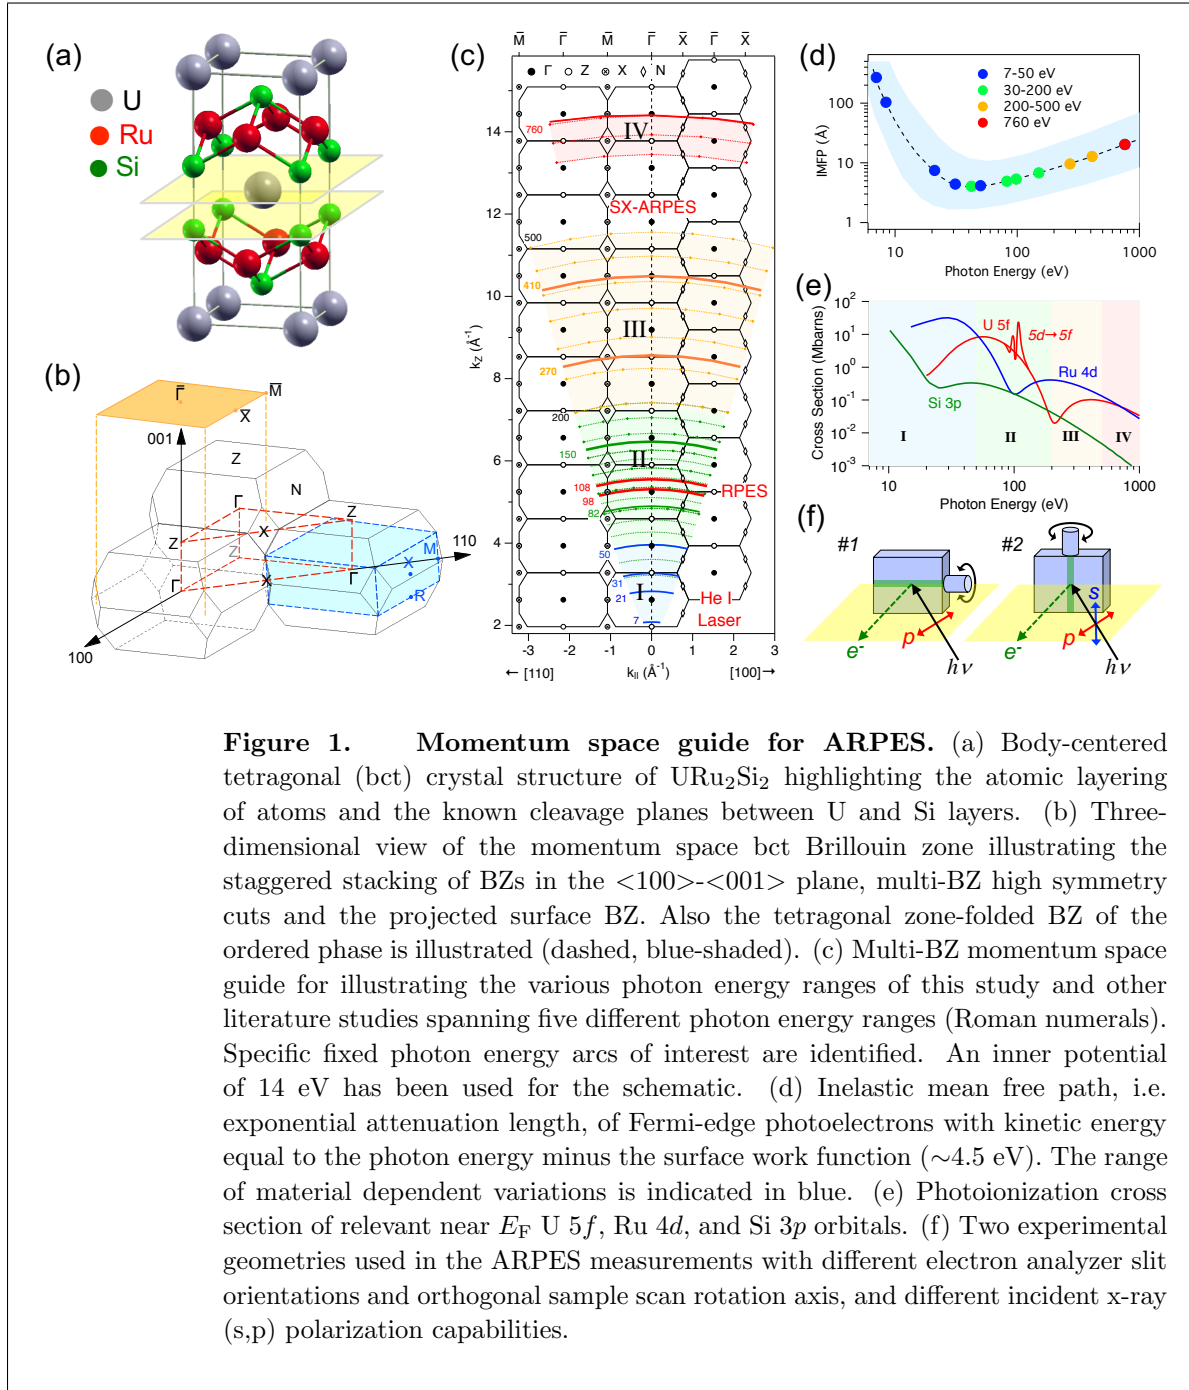 (a)
U
Ru
Si
(b)
Γ̄
M̄
X̄
001
Z
N
Γ
Z
X
Z
Z
M
110
X
Γ
X
Γ
R
100
(c)
M̄ Γ̄ M̄ Γ̄ X̄ Γ̄ X̄
Γ Z X N
760
IV
14
SX-ARPES
12
500
410
10
III
k_Z (Å⁻¹)
270
8
200
II
150
6
108
RPES
98
82
4
50
31
I
21
He I
Laser
7
2
-3 -2 -1 0 1 2 3
← [110] k_II (Å⁻¹) [100]→
(d)
7-50 eV
30-200 eV
200-500 eV
760 eV
IMFP (Å)
100
10
1
10 100 1000
Photon Energy (eV)
(e)
Cross Section (Mbarns)
10²
10¹
10⁰
10⁻¹
10⁻²
10⁻³
U 5f
5d→5f
Ru 4d
Si 3p
I II III IV
10 100 1000
Photon Energy (eV)
(f)
#1
#2
s
p
e⁻
hν
p
e⁻
hν
Figure 1. Momentum space guide for ARPES. (a) Body-centered
tetragonal (bct) crystal structure of URu₂Si₂ highlighting the atomic layering
of atoms and the known cleavage planes between U and Si layers. (b) Three-
dimensional view of the momentum space bct Brillouin zone illustrating the
staggered stacking of BZs in the <100>-<001> plane, multi-BZ high symmetry
cuts and the projected surface BZ. Also the tetragonal zone-folded BZ of the
ordered phase is illustrated (dashed, blue-shaded). (c) Multi-BZ momentum space
guide for illustrating the various photon energy ranges of this study and other
literature studies spanning five different photon energy ranges (Roman numerals).
Specific fixed photon energy arcs of interest are identified. An inner potential
of 14 eV has been used for the schematic. (d) Inelastic mean free path, i.e.
exponential attenuation length, of Fermi-edge photoelectrons with kinetic energy
equal to the photon energy minus the surface work function (∼4.5 eV). The range
of material dependent variations is indicated in blue. (e) Photoionization cross
section of relevant near E_F U 5f, Ru 4d, and Si 3p orbitals. (f) Two experimental
geometries used in the ARPES measurements with different electron analyzer slit
orientations and orthogonal sample scan rotation axis, and different incident x-ray
(s,p) polarization capabilities.